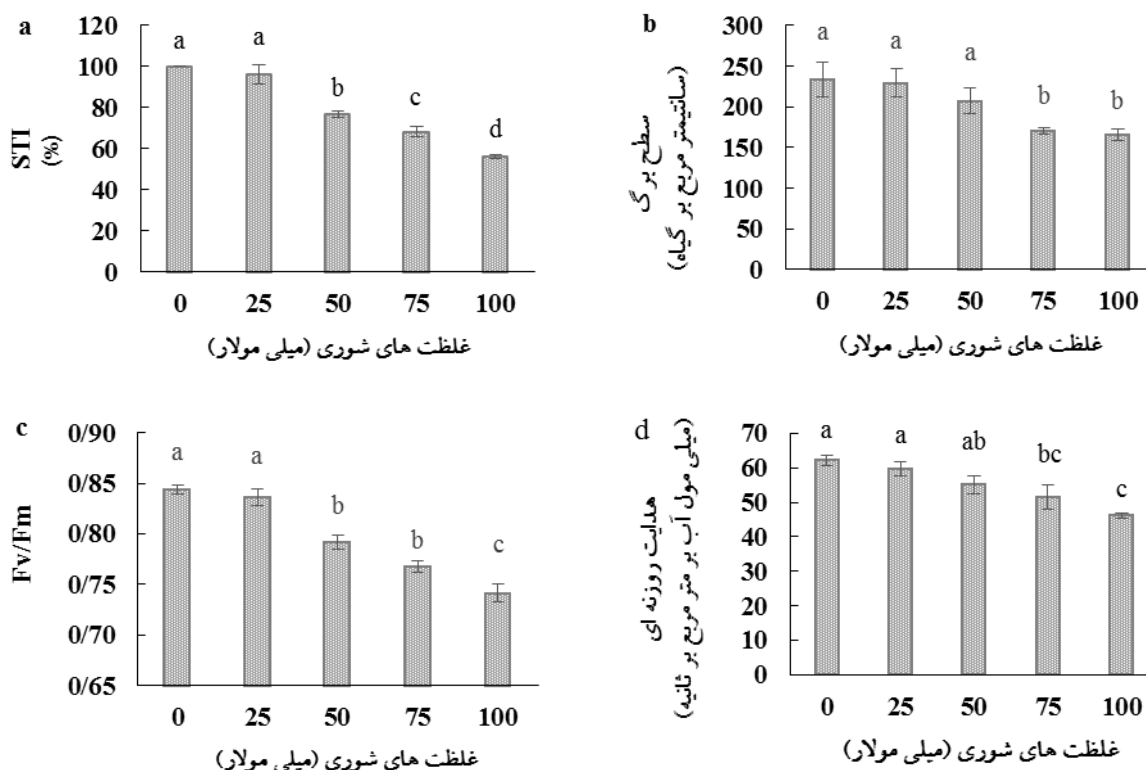 a
STI
(%)
120
100
80
60
40
20
0
a
a
b
c
d
0 25 50 75 100
غلظت های شوری (میلی مولار)
b
سطح برگ
(سانتیمتر مربع بر گیاه)
300
250
200
150
100
50
0
a
a
a
b
b
0 25 50 75 100
غلظت های شوری (میلی مولار)
c
Fv/Fm
0/90
0/85
0/80
0/75
0/70
0/65
a
a
b
b
c
0 25 50 75 100
غلظت های شوری (میلی مولار)
d
هدایت روزنه ای
(میلی مول آب بر متر مربع بر ثانیه)
70
60
50
40
30
20
10
0
a
a
ab
bc
c
0 25 50 75 100
غلظت های شوری (میلی مولار)